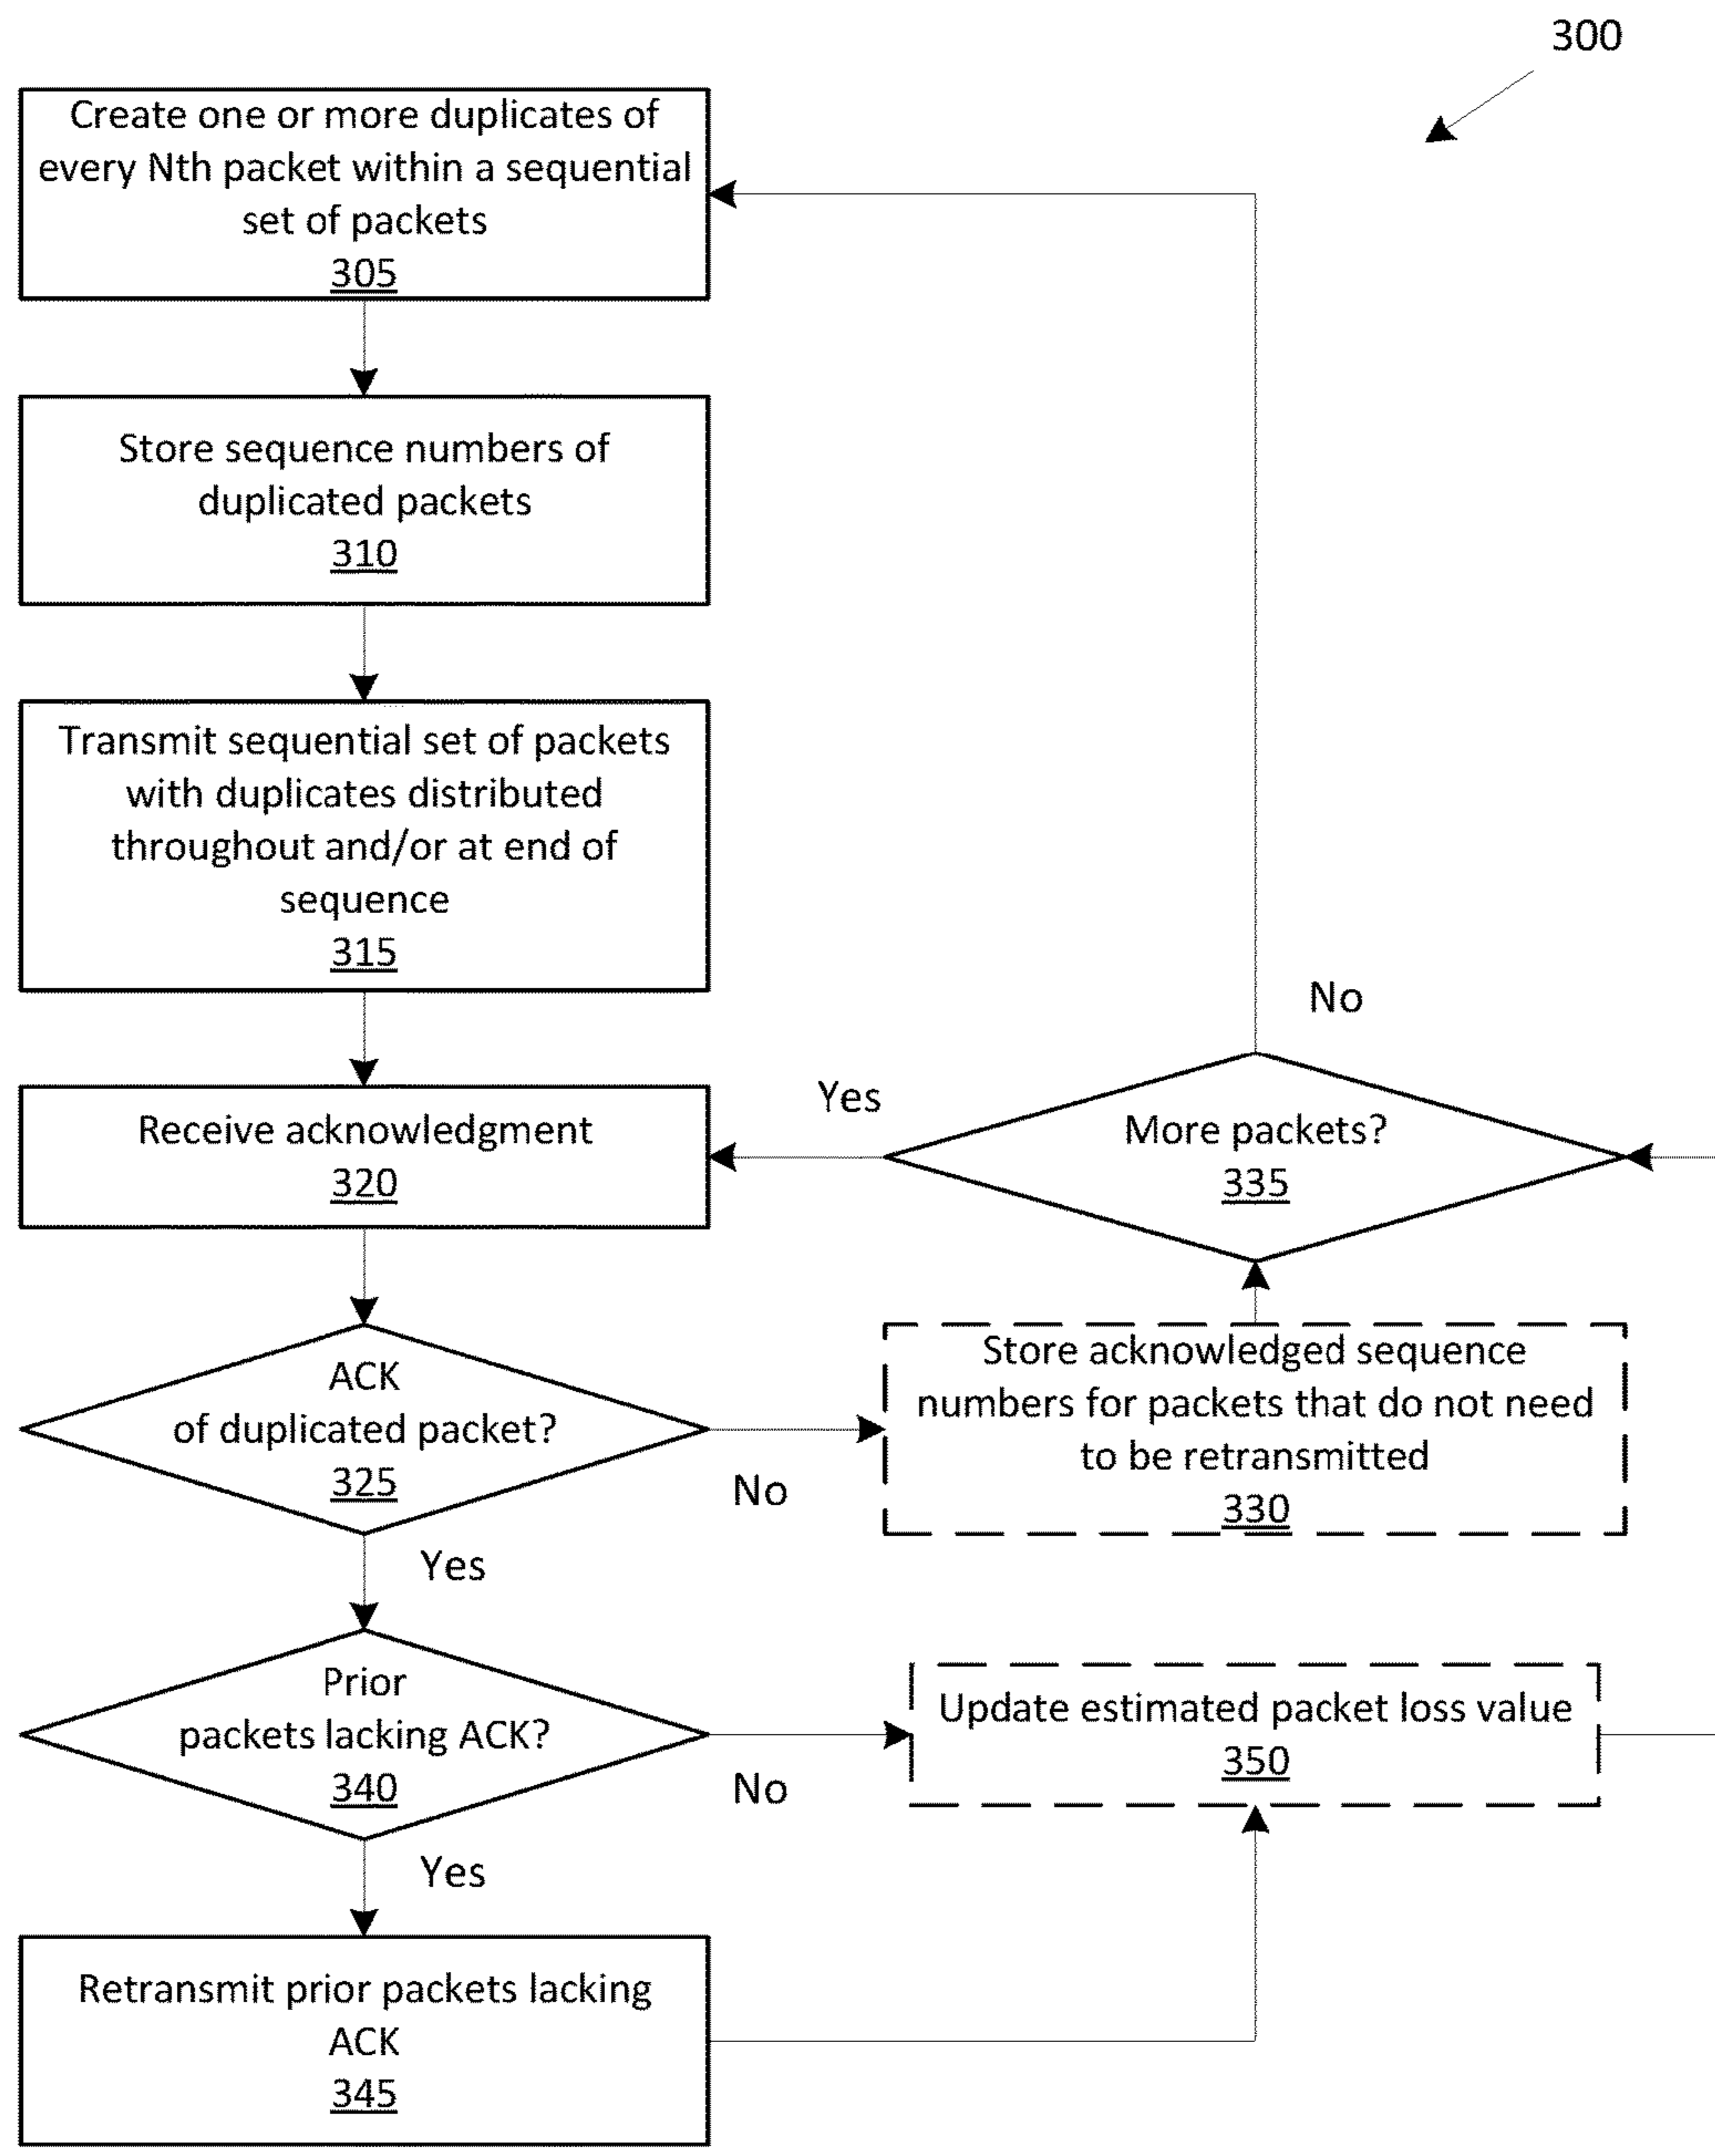 300
Create one or more duplicates of
every Nth packet within a sequential
set of packets
305
Store sequence numbers of
duplicated packets
310
Transmit sequential set of packets
with duplicates distributed
throughout and/or at end of
sequence
315
No
Yes
Receive acknowledgment
320
More packets?
335
ACK
of duplicated packet?
325
No
Yes
Store acknowledged sequence
numbers for packets that do not need
to be retransmitted
330
Prior
packets lacking ACK?
340
No
Yes
Update estimated packet loss value
350
Retransmit prior packets lacking
ACK
345